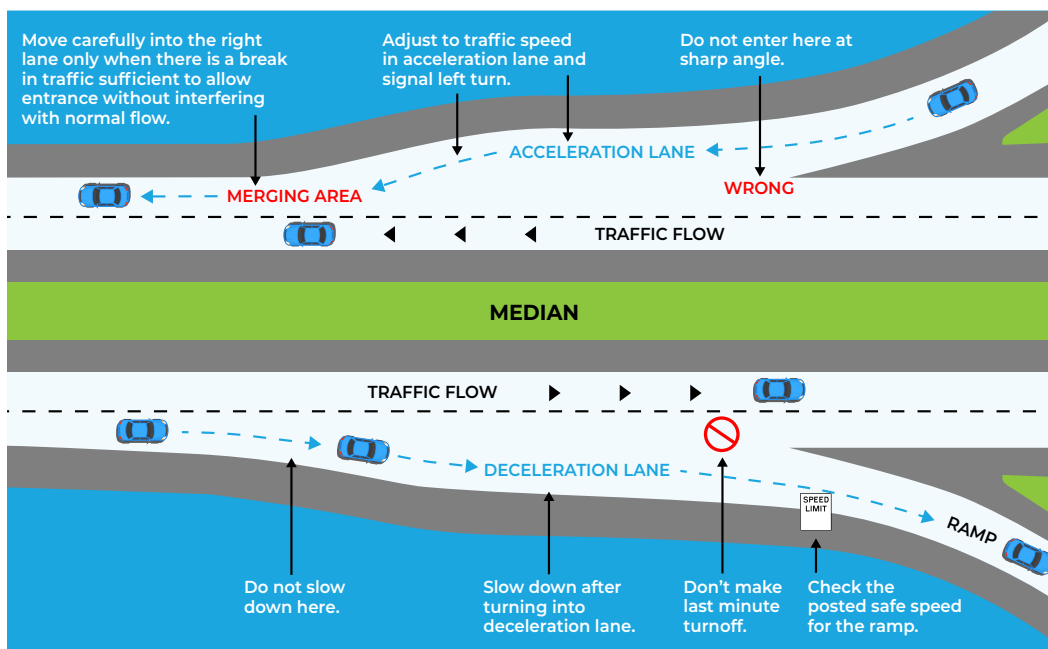 Move carefully into the right
lane only when there is a break
in traffic sufficient to allow
entrance without interfering
with normal flow.
Adjust to traffic speed
in acceleration lane and
signal left turn.
Do not enter here at
sharp angle.
ACCELERATION LANE
MERGING AREA
WRONG
TRAFFIC FLOW
MEDIAN
TRAFFIC FLOW
DECELERATION LANE
SPEED
LIMIT
RAMP
Do not slow
down here.
Slow down after
turning into
deceleration lane.
Don’t make
last minute
turnoff.
Check the
posted safe speed
for the ramp.